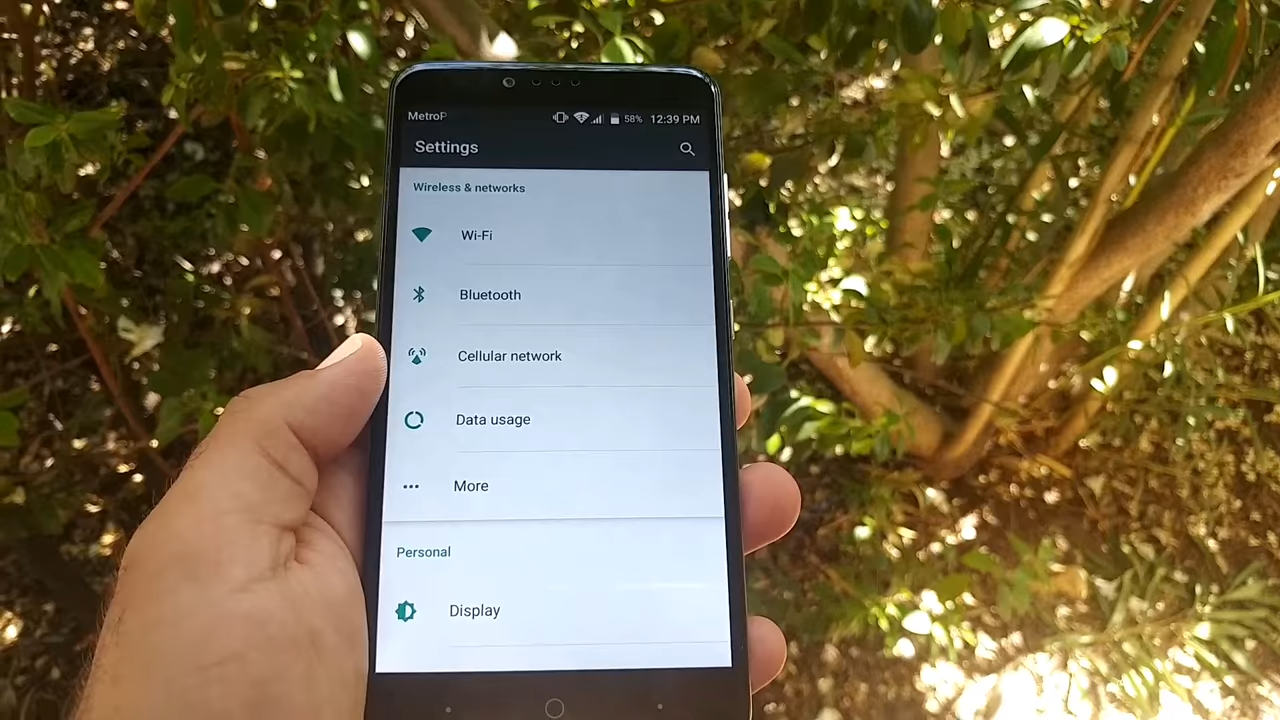 MetroP 58% 12:39 PM
Settings
Wireless & networks
Wi-Fi
Bluetooth
Cellular network
Data usage
More
Personal
Display